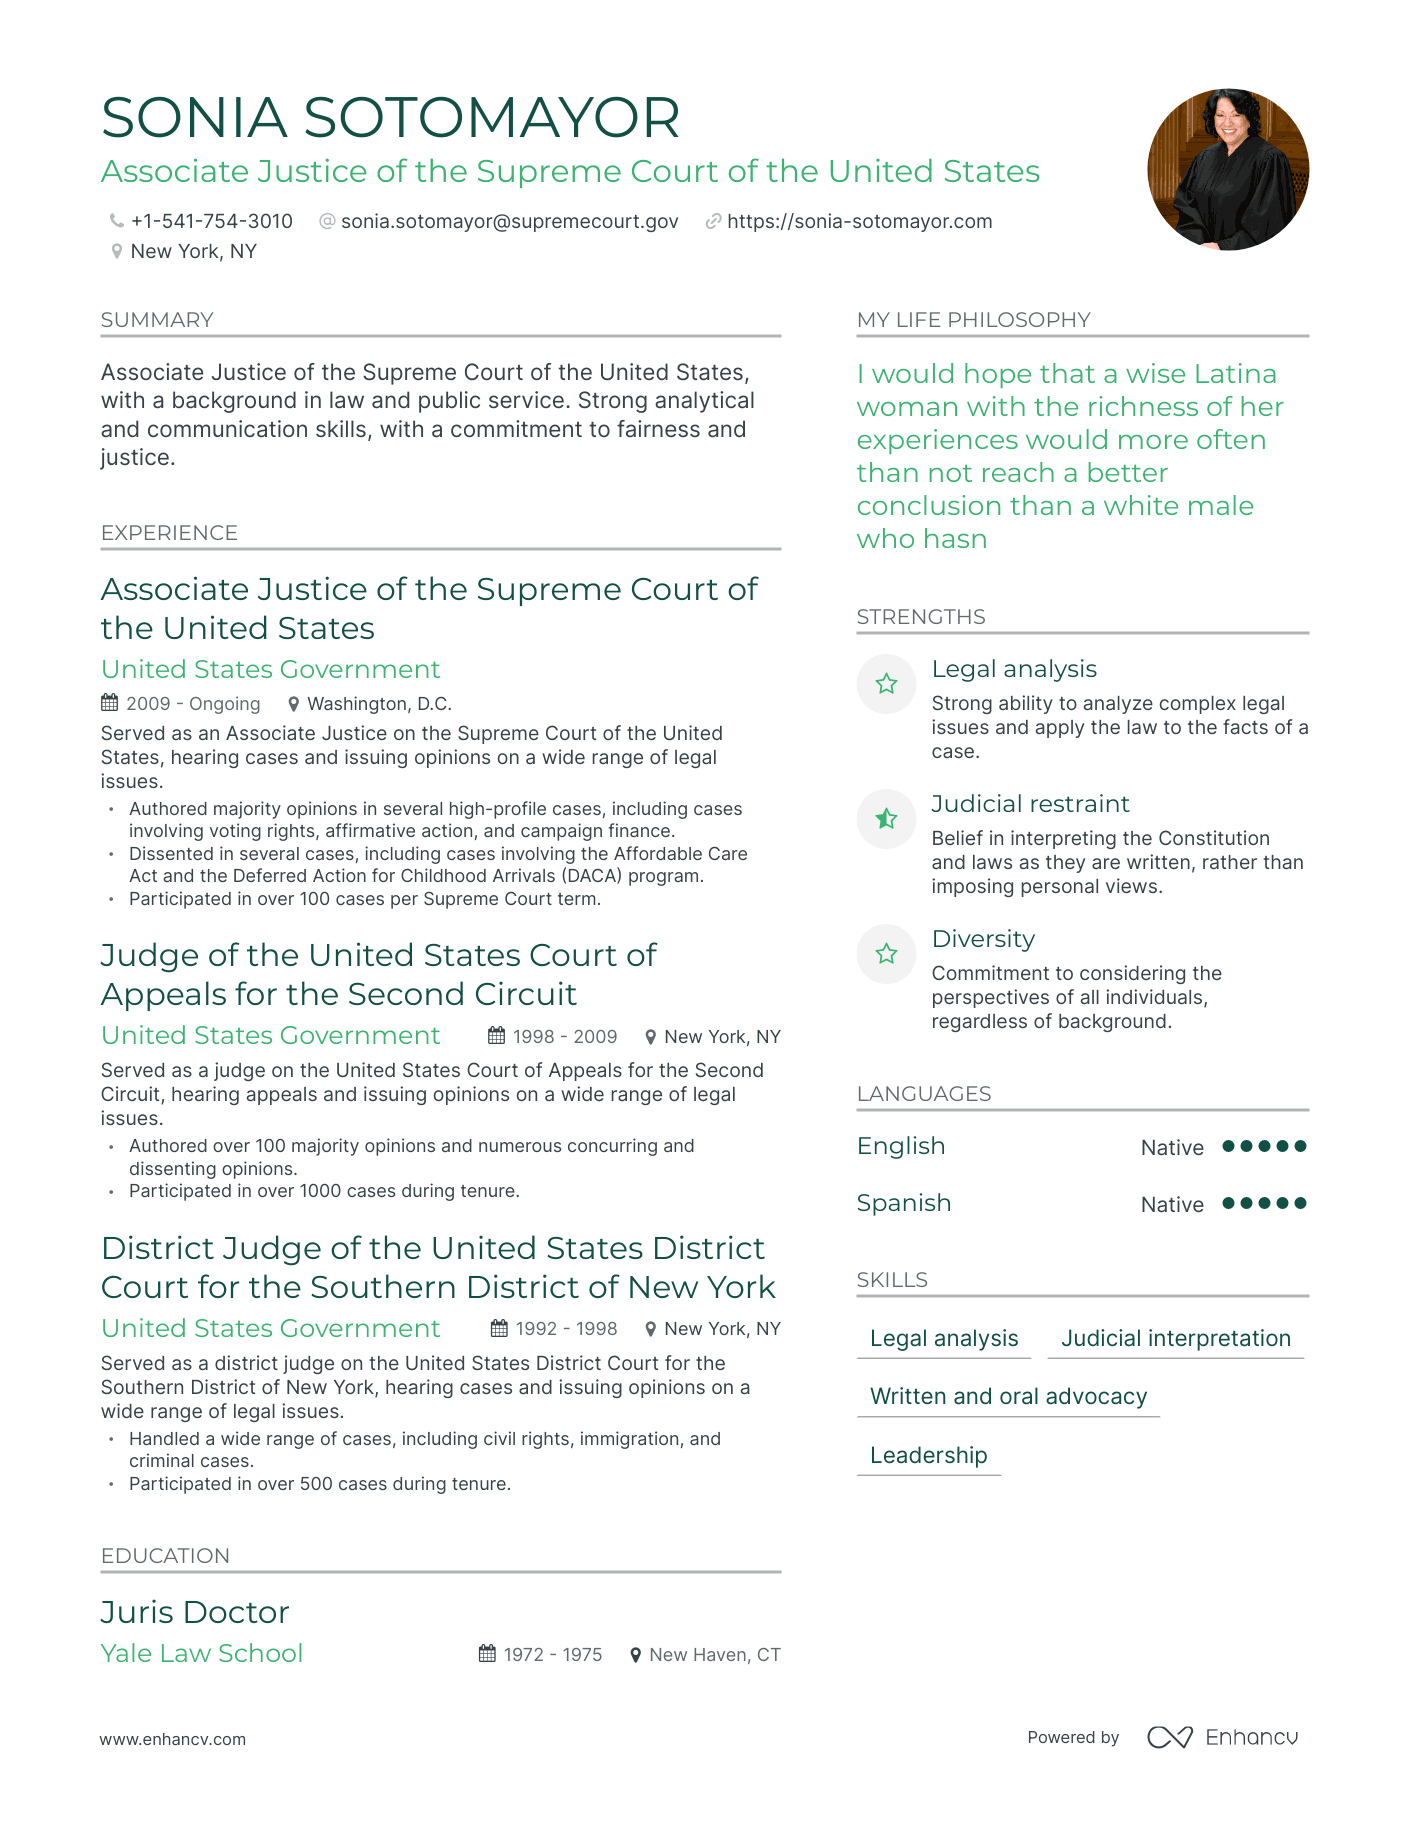 SONIA SOTOMAYOR
Associate Justice of the Supreme Court of the United States
+1-541-754-3010 @ sonia.sotomayor@supremecourt.gov https://sonia-sotomayor.com
New York, NY
SUMMARY
Associate Justice of the Supreme Court of the United States,
with a background in law and public service. Strong analytical
and communication skills, with a commitment to fairness and
justice.
EXPERIENCE
Associate Justice of the Supreme Court of
the United States
United States Government
2009 - Ongoing Washington, D.C.
Served as an Associate Justice on the Supreme Court of the United
States, hearing cases and issuing opinions on a wide range of legal
issues.
• Authored majority opinions in several high-profile cases, including cases
involving voting rights, affirmative action, and campaign finance.
• Dissented in several cases, including cases involving the Affordable Care
Act and the Deferred Action for Childhood Arrivals (DACA) program.
• Participated in over 100 cases per Supreme Court term.
Judge of the United States Court of
Appeals for the Second Circuit
United States Government 1998 - 2009 New York, NY
Served as a judge on the United States Court of Appeals for the Second
Circuit, hearing appeals and issuing opinions on a wide range of legal
issues.
• Authored over 100 majority opinions and numerous concurring and
dissenting opinions.
• Participated in over 1000 cases during tenure.
District Judge of the United States District
Court for the Southern District of New York
United States Government 1992 - 1998 New York, NY
Served as a district judge on the United States District Court for the
Southern District of New York, hearing cases and issuing opinions on a
wide range of legal issues.
• Handled a wide range of cases, including civil rights, immigration, and
criminal cases.
• Participated in over 500 cases during tenure.
EDUCATION
Juris Doctor
Yale Law School 1972 - 1975 New Haven, CT
MY LIFE PHILOSOPHY
I would hope that a wise Latina
woman with the richness of her
experiences would more often
than not reach a better
conclusion than a white male
who hasn
STRENGTHS
Legal analysis
Strong ability to analyze complex legal
issues and apply the law to the facts of a
case.
Judicial restraint
Belief in interpreting the Constitution
and laws as they are written, rather than
imposing personal views.
Diversity
Commitment to considering the
perspectives of all individuals,
regardless of background.
LANGUAGES
English Native
Spanish Native
SKILLS
Legal analysis Judicial interpretation
Written and oral advocacy
Leadership
www.enhancv.com
Powered by Enhancv